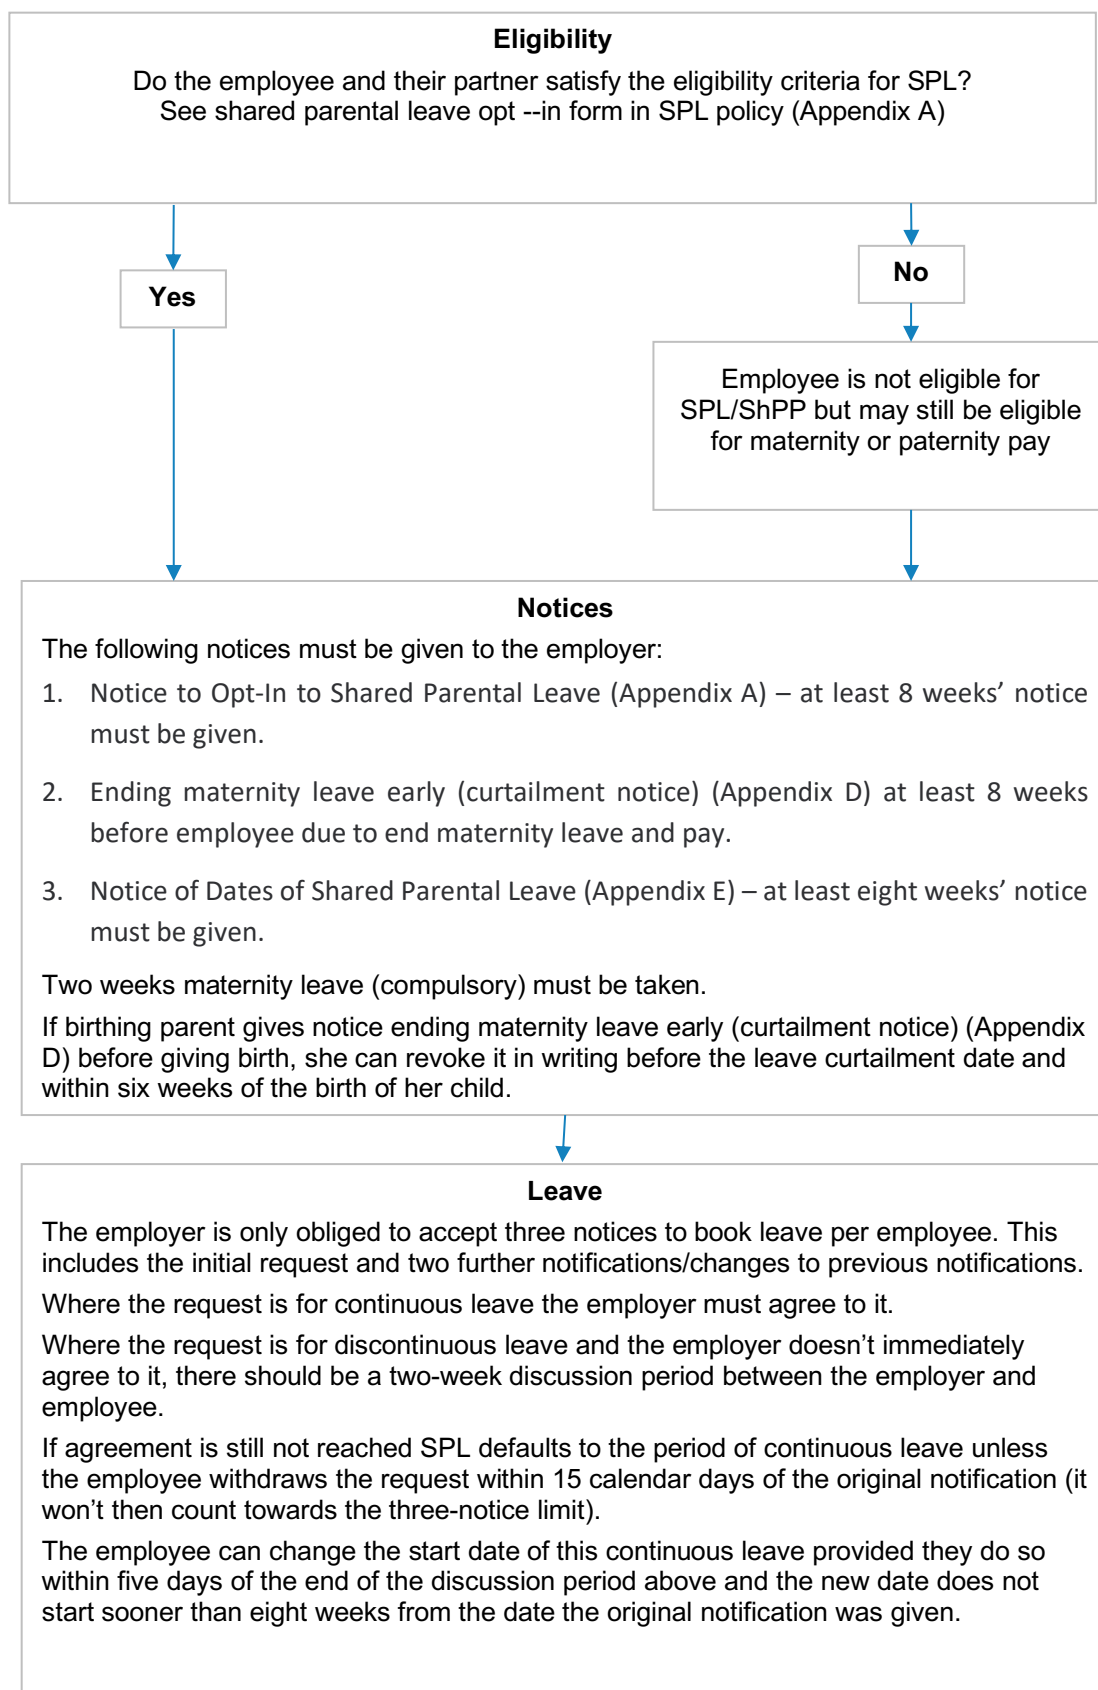 Eligibility
Do the employee and their partner satisfy the eligibility criteria for SPL?
See shared parental leave opt --in form in SPL policy (Appendix A)
Yes
No
Employee is not eligible for
SPL/ShPP but may still be eligible
for maternity or paternity pay
Notices
The following notices must be given to the employer:
1. Notice to Opt-In to Shared Parental Leave (Appendix A) – at least 8 weeks’ notice
must be given.
2. Ending maternity leave early (curtailment notice) (Appendix D) at least 8 weeks
before employee due to end maternity leave and pay.
3. Notice of Dates of Shared Parental Leave (Appendix E) – at least eight weeks’ notice
must be given.
Two weeks maternity leave (compulsory) must be taken.
If birthing parent gives notice ending maternity leave early (curtailment notice) (Appendix
D) before giving birth, she can revoke it in writing before the leave curtailment date and
within six weeks of the birth of her child.
Leave
The employer is only obliged to accept three notices to book leave per employee. This
includes the initial request and two further notifications/changes to previous notifications.
Where the request is for continuous leave the employer must agree to it.
Where the request is for discontinuous leave and the employer doesn’t immediately
agree to it, there should be a two-week discussion period between the employer and
employee.
If agreement is still not reached SPL defaults to the period of continuous leave unless
the employee withdraws the request within 15 calendar days of the original notification (it
won’t then count towards the three-notice limit).
The employee can change the start date of this continuous leave provided they do so
within five days of the end of the discussion period above and the new date does not
start sooner than eight weeks from the date the original notification was given.